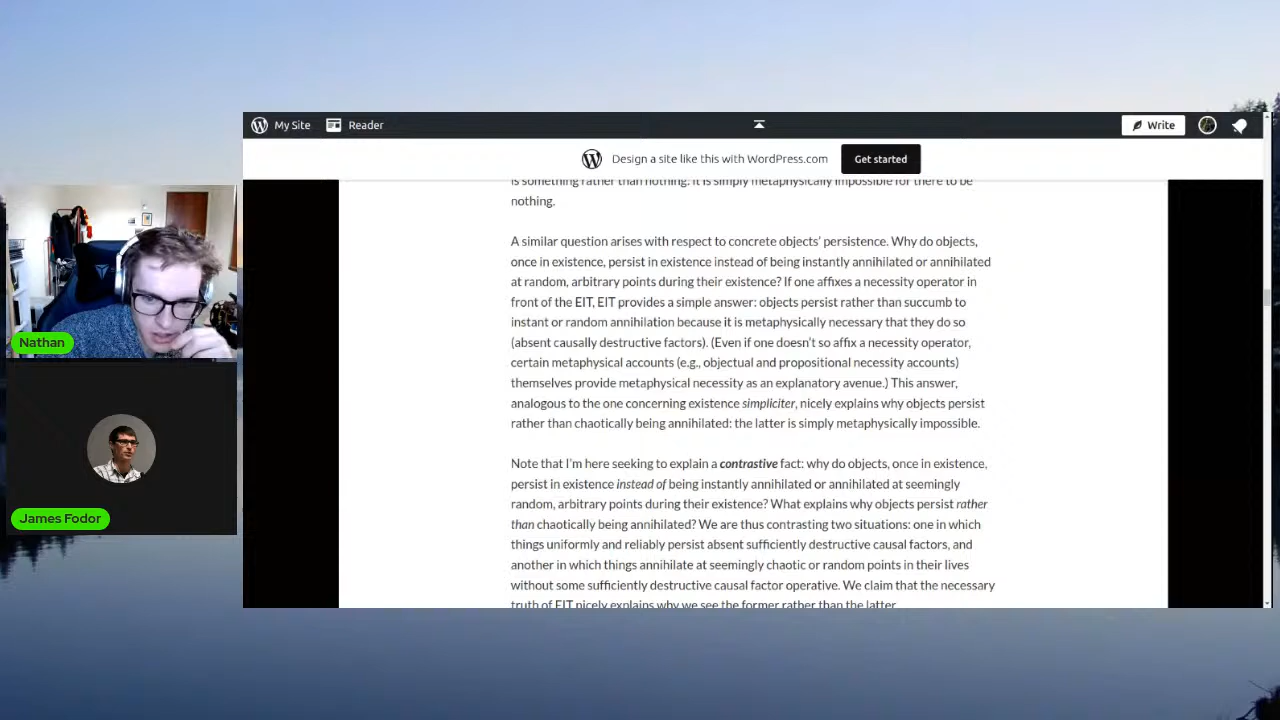 My Site
Reader
Write
Design a site like this with WordPress.com
Get started
is something rather than nothing: it is simply metaphysically impossible for there to be
nothing.
A similar question arises with respect to concrete objects’ persistence. Why do objects,
once in existence, persist in existence instead of being instantly annihilated or annihilated
at random, arbitrary points during their existence? If one affixes a necessity operator in
front of the EIT, EIT provides a simple answer: objects persist rather than succumb to
instant or random annihilation because it is metaphysically necessary that they do so
(absent causally destructive factors). (Even if one doesn’t so affix a necessity operator,
certain metaphysical accounts (e.g., objectual and propositional necessity accounts)
themselves provide metaphysical necessity as an explanatory avenue.) This answer,
analogous to the one concerning existence simpliciter, nicely explains why objects persist
rather than chaotically being annihilated: the latter is simply metaphysically impossible.
Note that I’m here seeking to explain a contrastive fact: why do objects, once in existence,
persist in existence instead of being instantly annihilated or annihilated at seemingly
random, arbitrary points during their existence? What explains why objects persist rather
than chaotically being annihilated? We are thus contrasting two situations: one in which
things uniformly and reliably persist absent sufficiently destructive causal factors, and
another in which things annihilate at seemingly chaotic or random points in their lives
without some sufficiently destructive causal factor operative. We claim that the necessary
truth of EIT nicely explains why we see the former rather than the latter.
Nathan
James Fodor